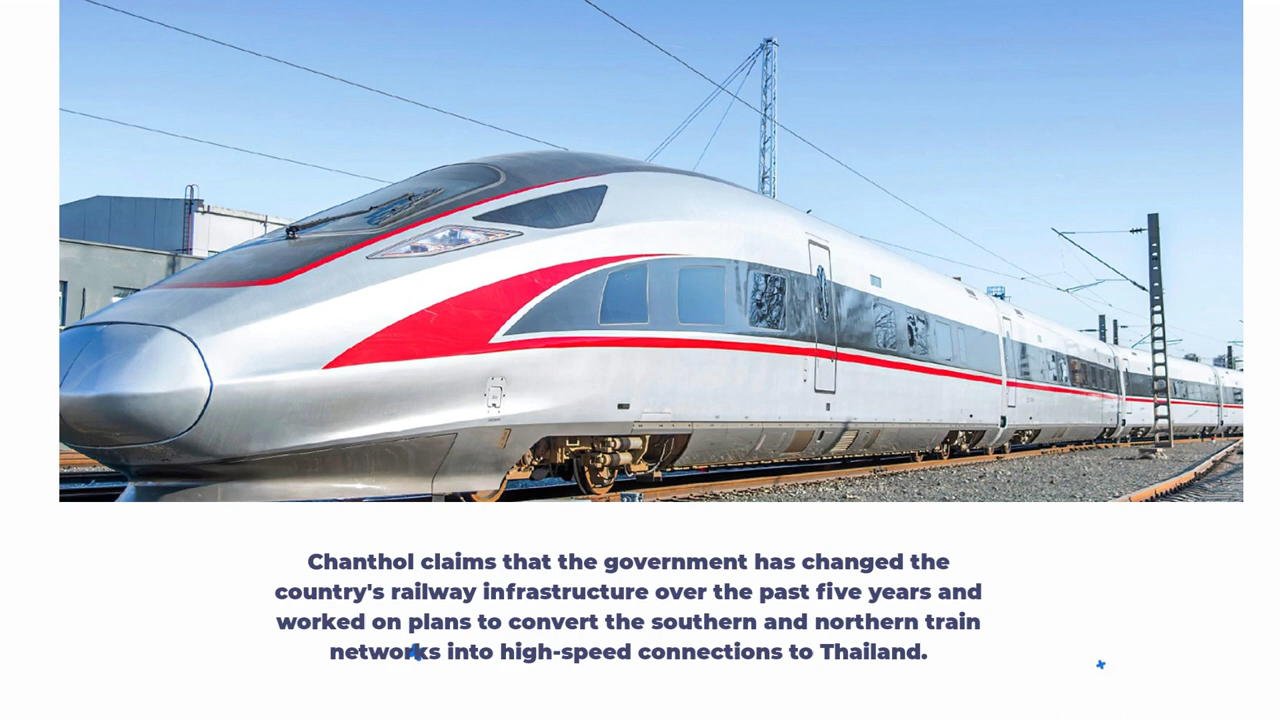 Chanthol claims that the government has changed the
country's railway infrastructure over the past five years and
worked on plans to convert the southern and northern train
networks into high-speed connections to Thailand.